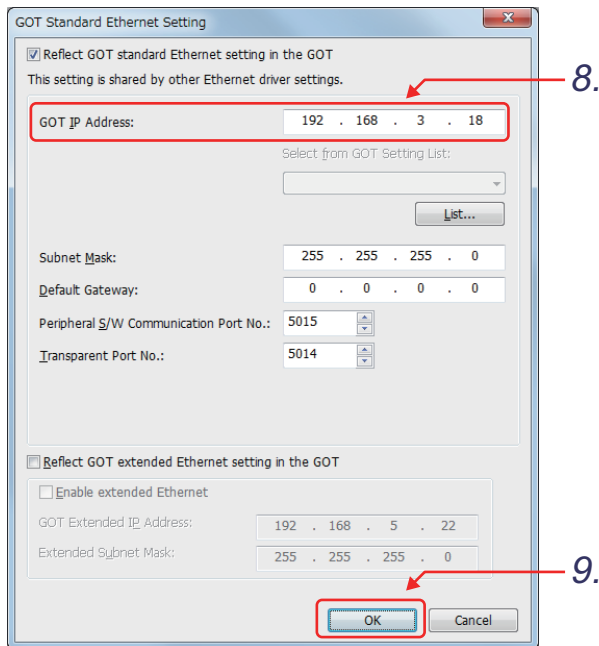 GOT Standard Ethernet Setting
Reflect GOT standard Ethernet setting in the GOT
This setting is shared by other Ethernet driver settings.
8.
GOT IP Address: 192 . 168 . 3 . 18
Select from GOT Setting List:
List...
Subnet Mask: 255 . 255 . 255 . 0
Default Gateway: 0 . 0 . 0 . 0
Peripheral S/W Communication Port No.: 5015
Transparent Port No.: 5014
Reflect GOT extended Ethernet setting in the GOT
Enable extended Ethernet
GOT Extended IP Address: 192 . 168 . 5 . 22
Extended Subnet Mask: 255 . 255 . 255 . 0
9.
OK Cancel